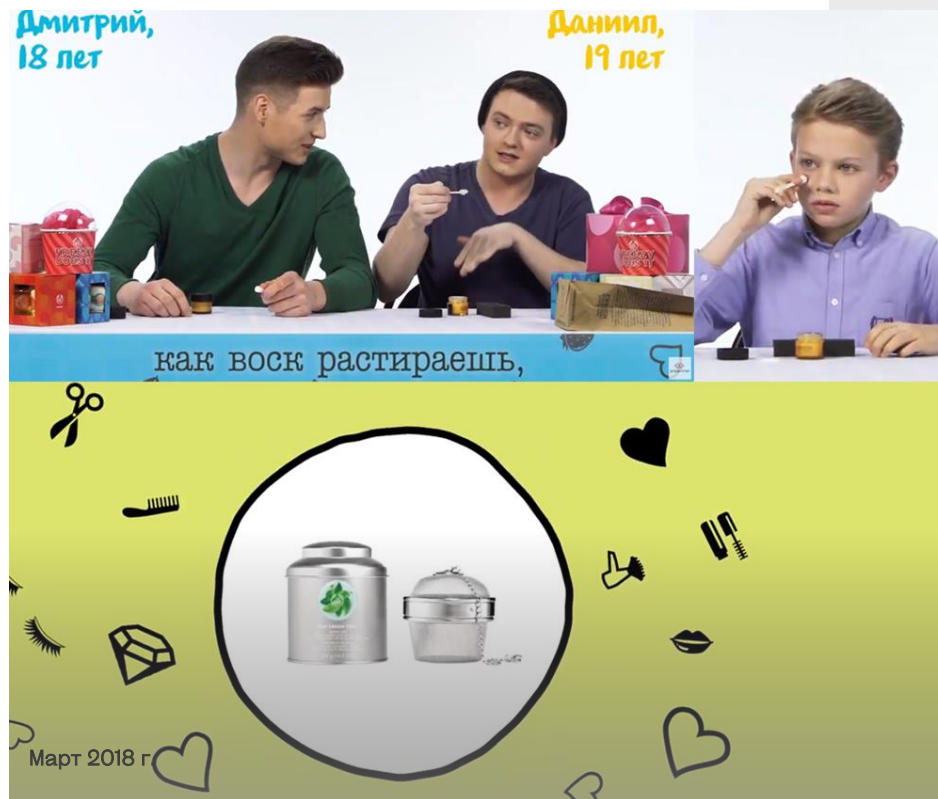 Дмитрий,
18 лет
Даниил,
19 лет
как воск растираешь,
Март 2018 г.